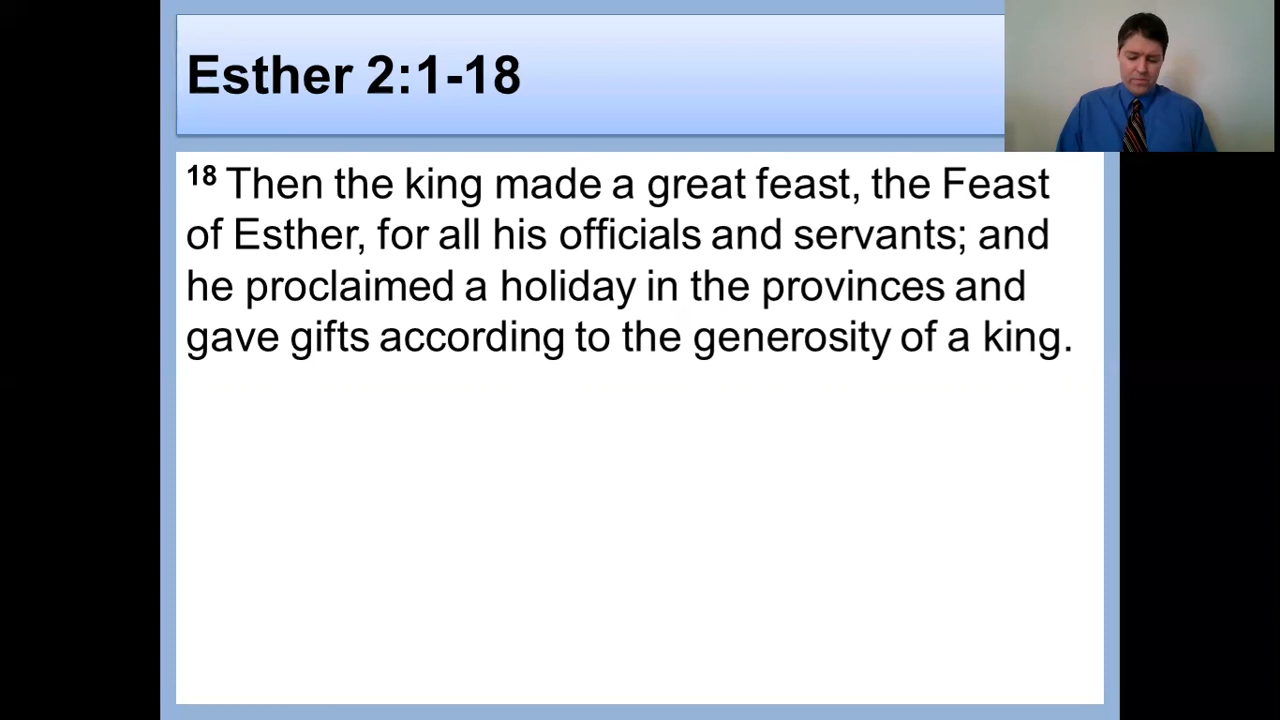 Esther 2:1-18
18 Then the king made a great feast, the Feast
of Esther, for all his officials and servants; and
he proclaimed a holiday in the provinces and
gave gifts according to the generosity of a king.